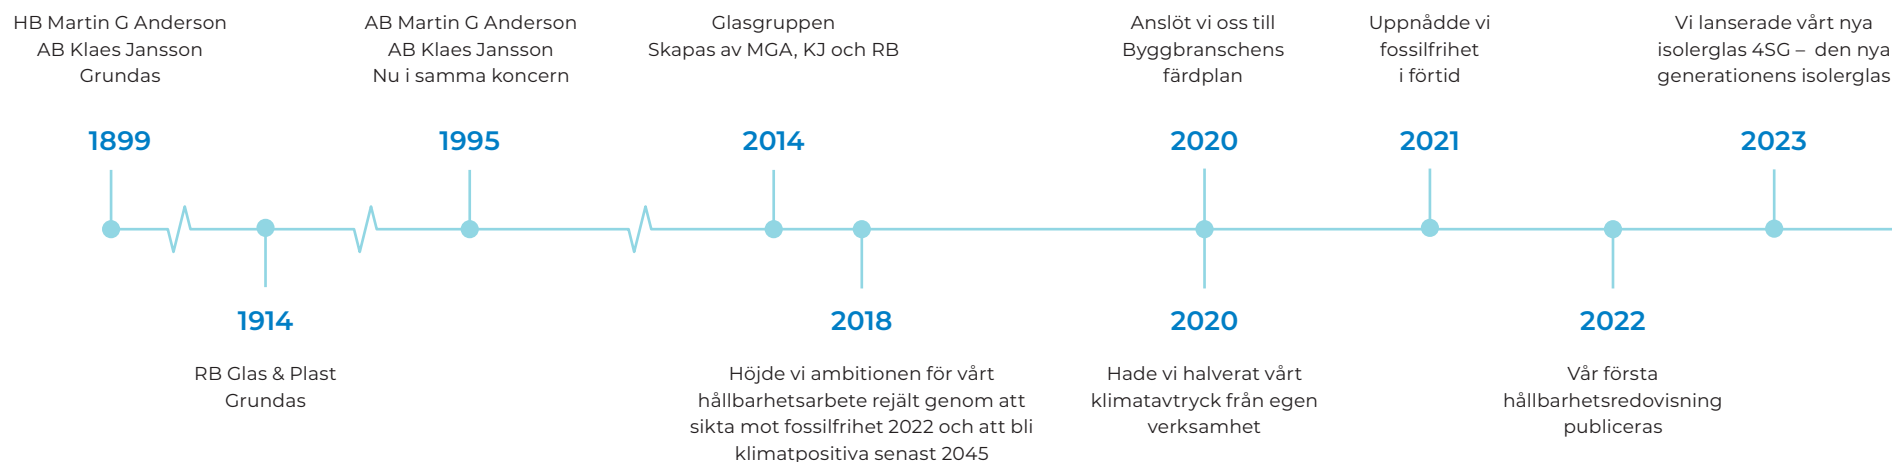 HB Martin G Anderson
AB Klaes Jansson
Grundas
1899
AB Martin G Anderson
AB Klaes Jansson
Nu i samma koncern
1995
Glasgruppen
Skapas av MGA, KJ och RB
2014
Anslöt vi oss till
Byggbranschens
färdplan
2020
Uppnådde vi
fossilfrihet
i förtid
2021
Vi lanserade vårt nya
isolerglas 4SG – den nya
generationens isolerglas
2023
1914
RB Glas & Plast
Grundas
2018
Höjde vi ambitionen för vårt
hållbarhetsarbete rejält genom att
sikta mot fossilfrihet 2022 och att bli
klimatpositiva senast 2045
2020
Hade vi halverat vårt
klimatavtryck från egen
verksamhet
2022
Vår första
hållbarhetsredovisning
publiceras